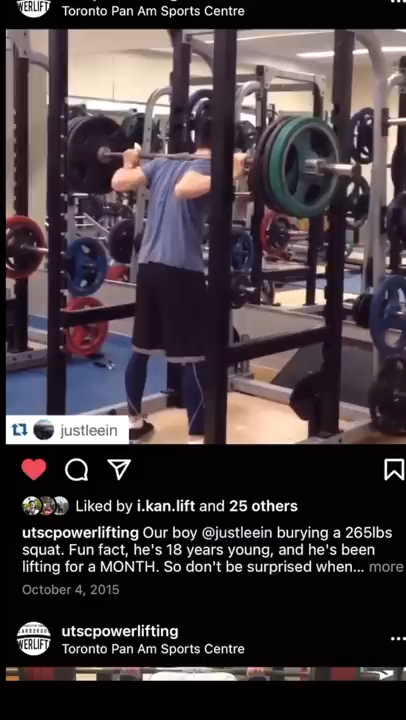 WERLIFT
Toronto Pan Am Sports Centre
justleein
Liked by i.kan.lift and 25 others
utscpowerlifting Our boy @justleein burying a 265lbs
squat. Fun fact, he's 18 years young, and he's been
lifting for a MONTH. So don't be surprised when... more
October 4, 2015
WERLIFT
utscpowerlifting
Toronto Pan Am Sports Centre